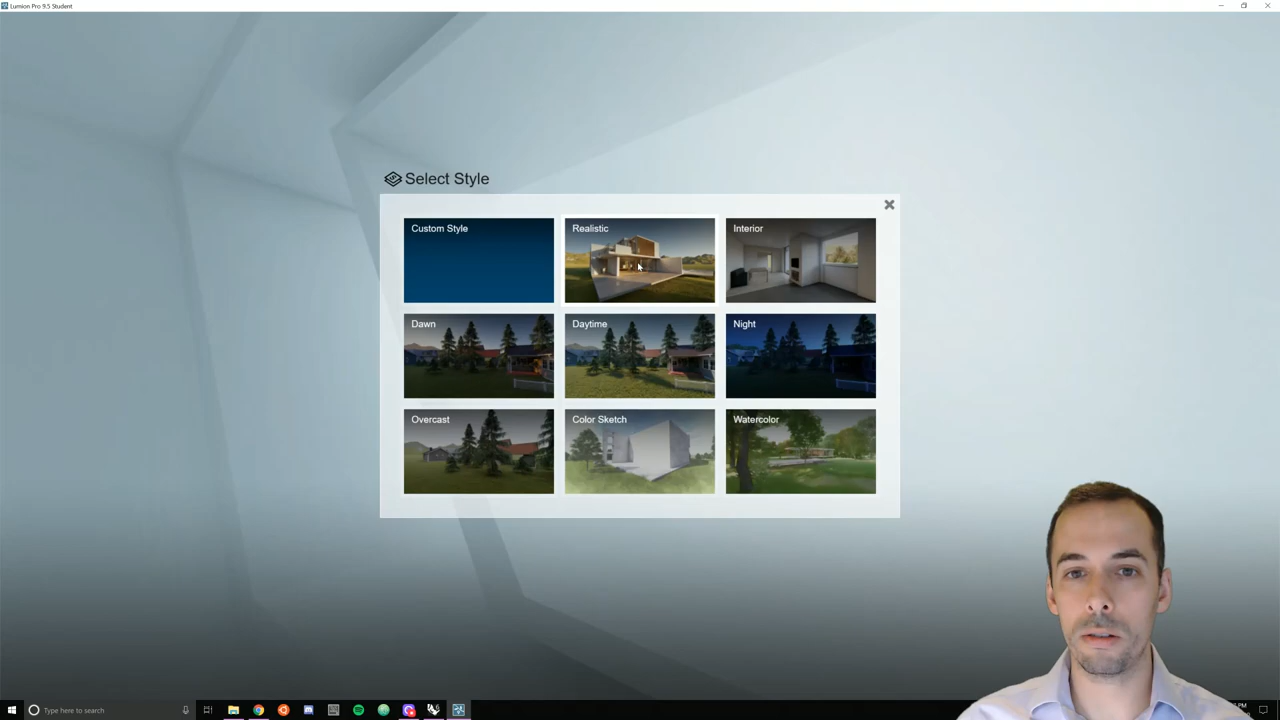 Lumion Pro 9.5 Student
Select Style
Custom Style
Realistic
Interior
Dawn
Daytime
Night
Overcast
Color Sketch
Watercolor
Type here to search